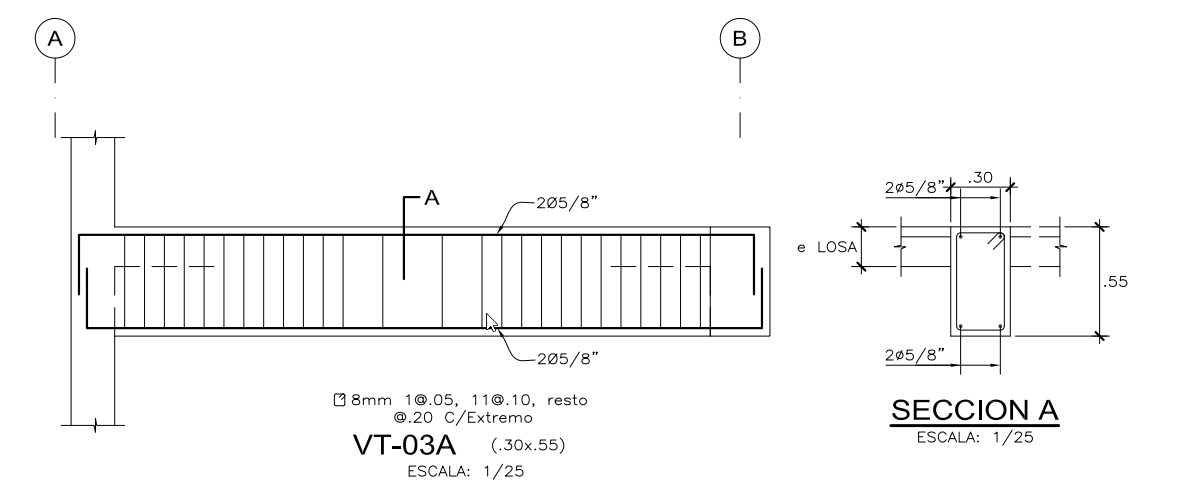 A
B
A
2Ø5/8"
2Ø5/8"
8mm 1@.05, 11@.10, resto
@.20 C/Extremo
VT-03A (.30x.55)
ESCALA: 1/25
.30
2ø5/8"
e LOSA
.55
2ø5/8"
SECCION A
ESCALA: 1/25